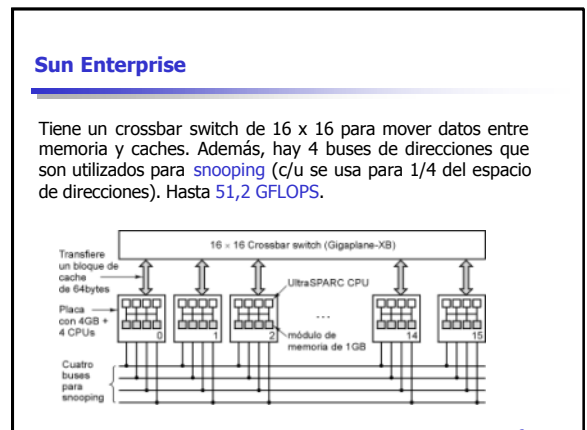 Sun Enterprise
Tiene un crossbar switch de 16 x 16 para mover datos entre
memoria y caches. Además, hay 4 buses de direcciones que
son utilizados para snooping (c/u se usa para 1/4 del espacio
de direcciones). Hasta 51,2 GFLOPS.
16 × 16 Crossbar switch (Gigaplane-XB)
Transfiere
un bloque de
cache
de 64bytes
UltraSPARC CPU
Placa
con 4GB +
4 CPUs
...
0
1
2
14
15
módulo de
memoria de 1GB
Cuatro
buses
para
snooping